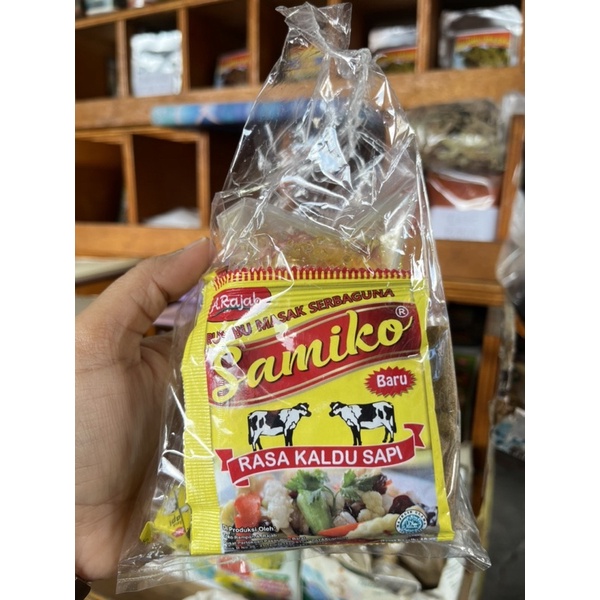 A.Rajab
BUMBU MASAK SERBAGUNA
Samiko®
Baru
RASA KALDU SAPI
Produksi Oleh: